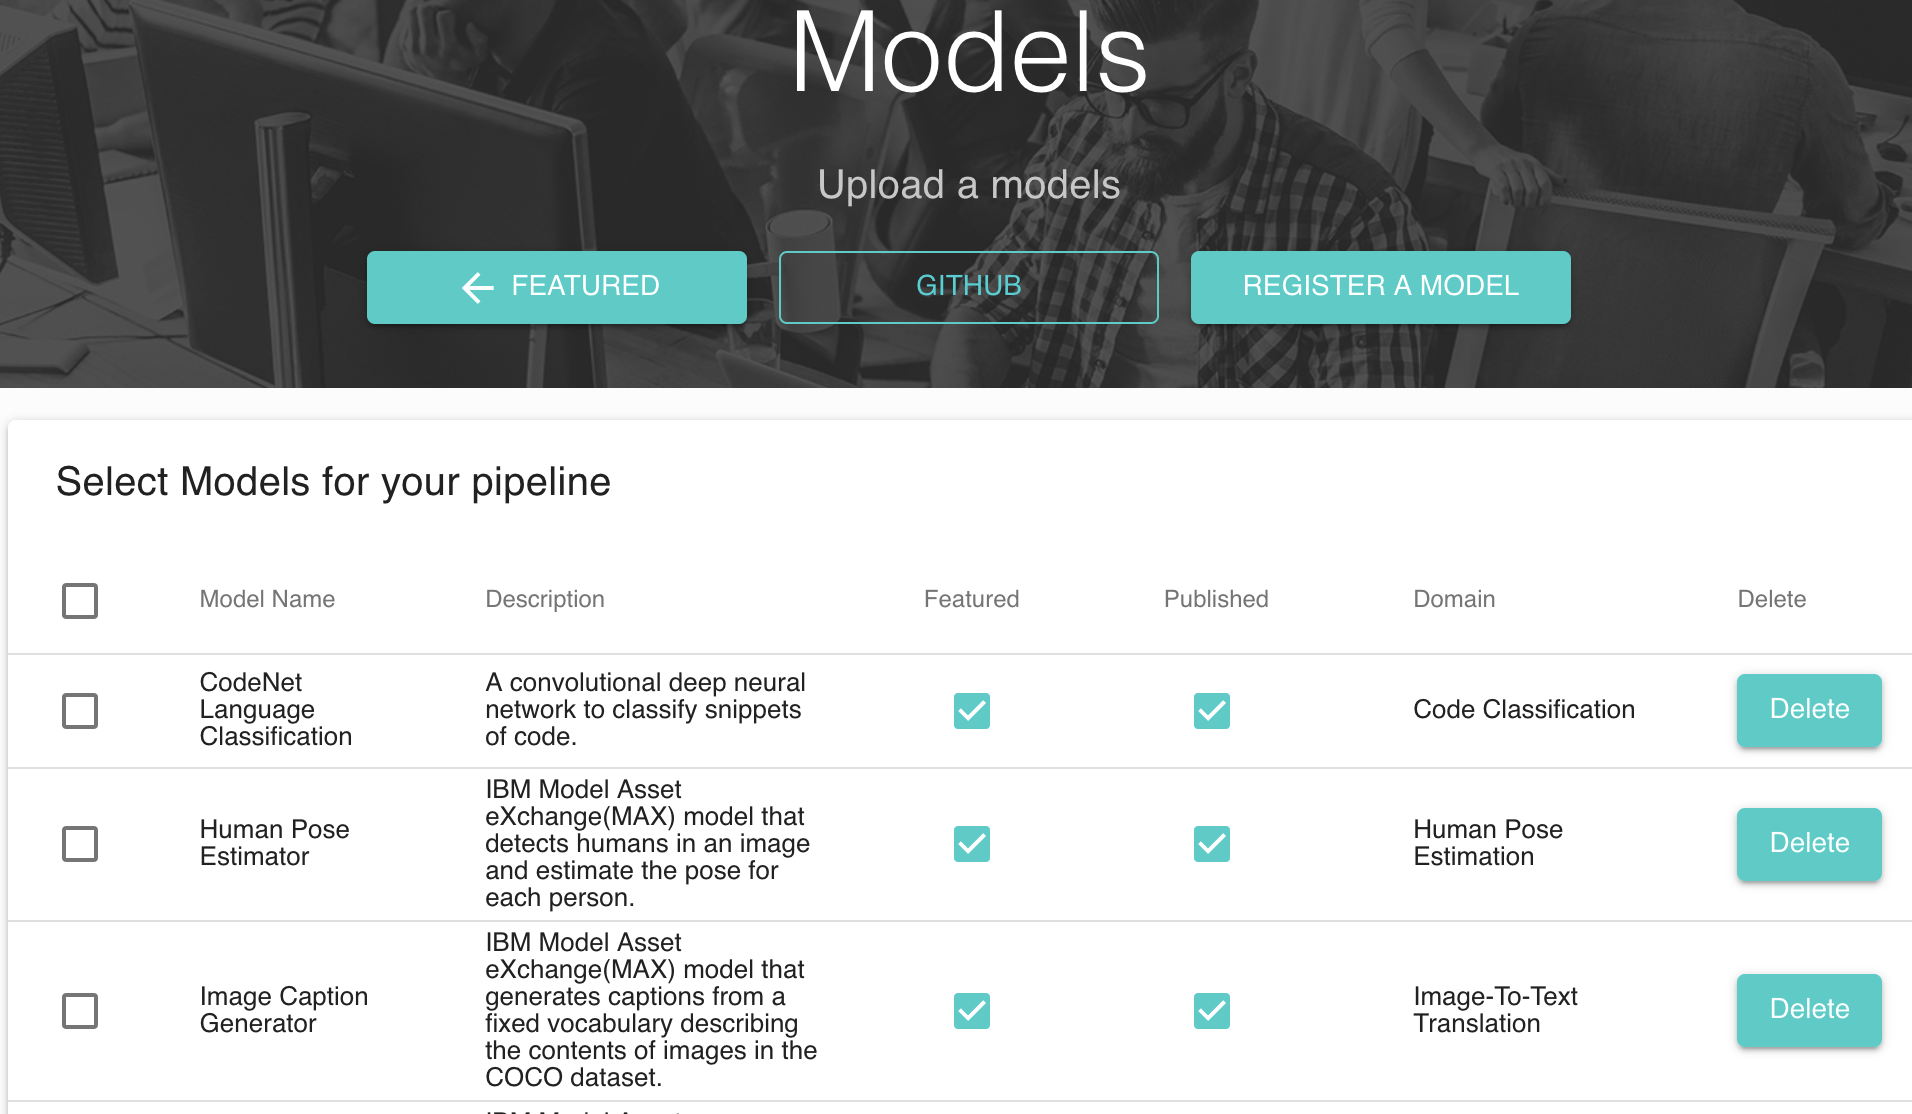 Models
Upload a models
FEATURED
GITHUB
REGISTER A MODEL
Select Models for your pipeline
Model Name
Description
Featured
Published
Domain
Delete
CodeNet
Language
Classification
A convolutional deep neural
network to classify snippets
of code.
Code Classification
Delete
Human Pose
Estimator
IBM Model Asset
eXchange(MAX) model that
detects humans in an image
and estimate the pose for
each person.
Human Pose
Estimation
Delete
Image Caption
Generator
IBM Model Asset
eXchange(MAX) model that
generates captions from a
fixed vocabulary describing
the contents of images in the
COCO dataset.
Image-To-Text
Translation
Delete